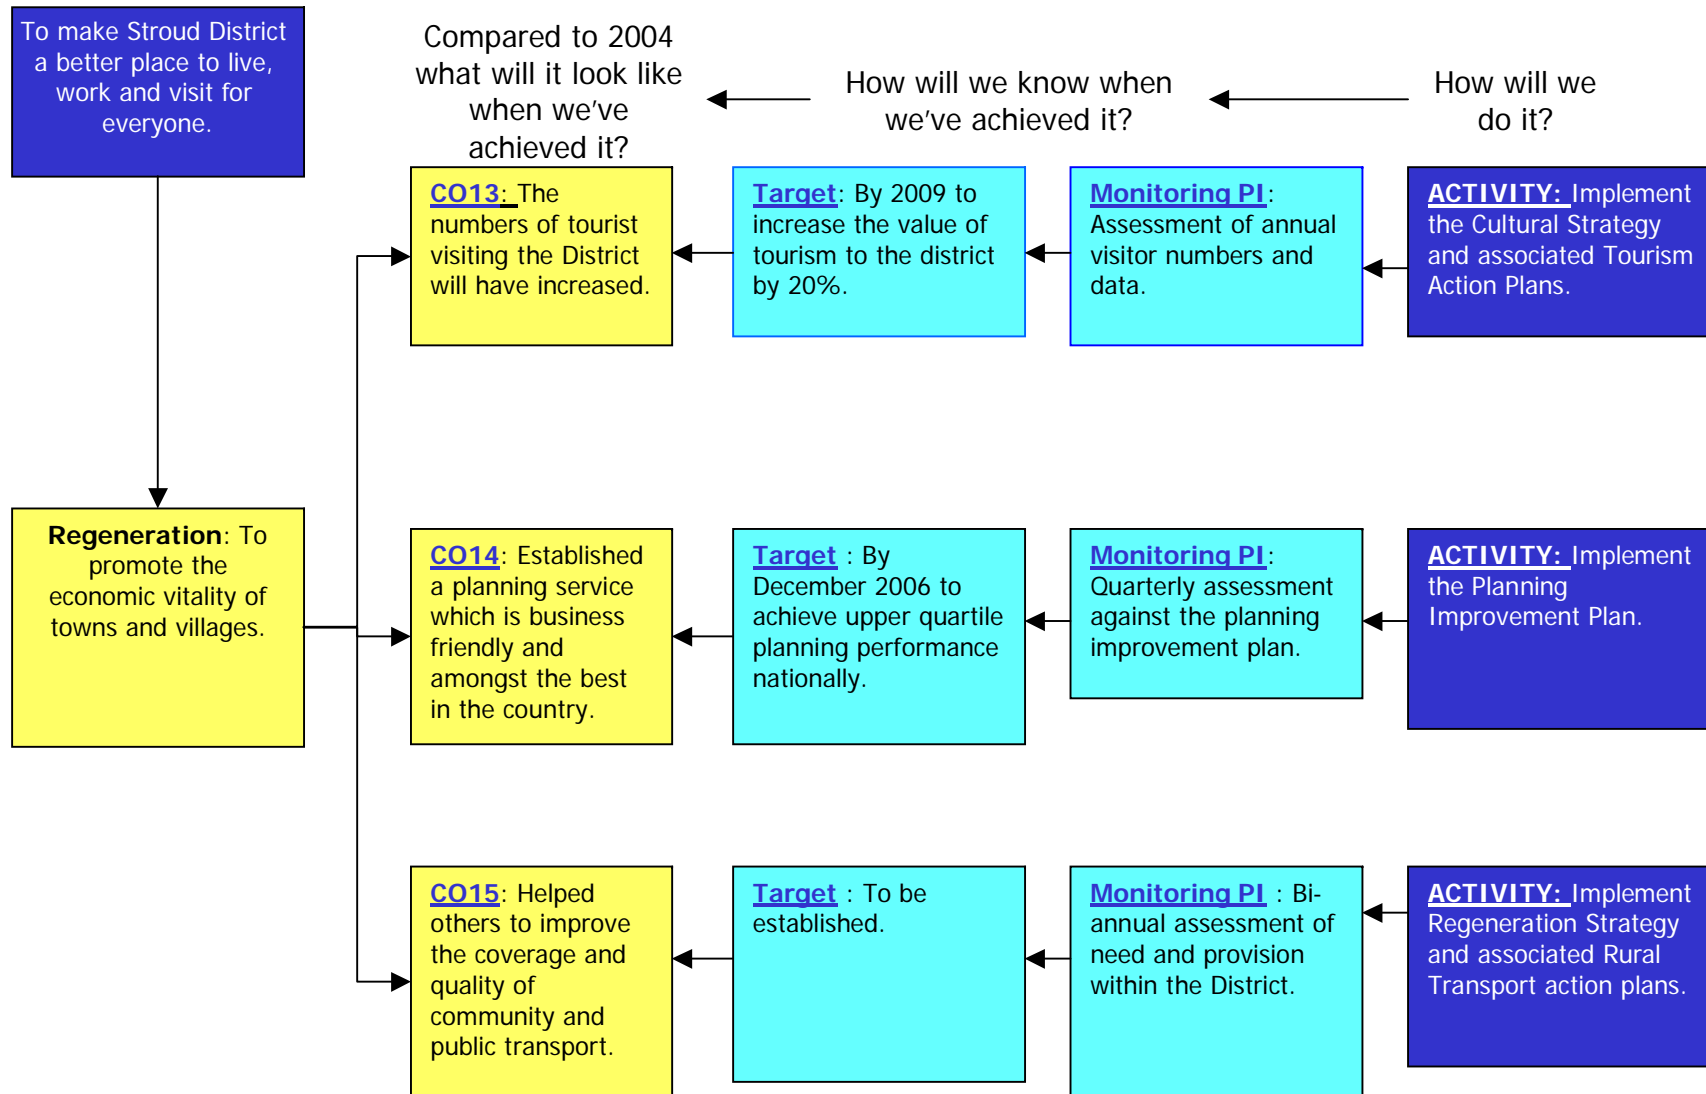 To make Stroud District
a better place to live,
work and visit for
everyone.
Compared to 2004
what will it look like
when we've
achieved it?
How will we know when
we've achieved it?
How will we
do it?
CO13: The
numbers of tourist
visiting the District
will have increased.
Target: By 2009 to
increase the value of
tourism to the district
by 20%.
Monitoring PI:
Assessment of annual
visitor numbers and
data.
ACTIVITY: Implement
the Cultural Strategy
and associated Tourism
Action Plans.
Regeneration: To
promote the
economic vitality of
towns and villages.
CO14: Established
a planning service
which is business
friendly and
amongst the best
in the country.
Target : By
December 2006 to
achieve upper quartile
planning performance
nationally.
Monitoring PI:
Quarterly assessment
against the planning
improvement plan.
ACTIVITY: Implement
the Planning
Improvement Plan.
CO15: Helped
others to improve
the coverage and
quality of
community and
public transport.
Target : To be
established.
Monitoring PI : Bi-
annual assessment of
need and provision
within the District.
ACTIVITY: Implement
Regeneration Strategy
and associated Rural
Transport action plans.